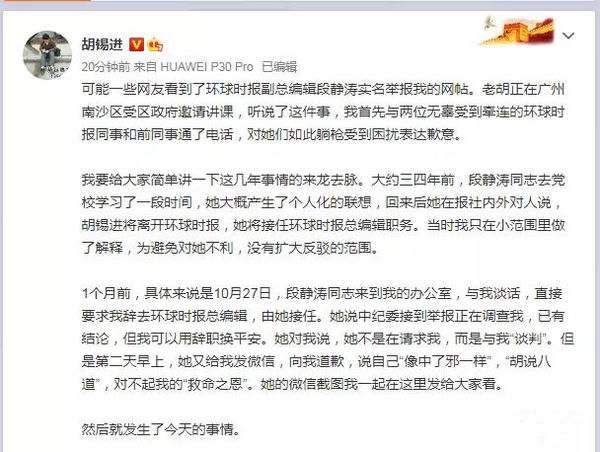 胡锡进
20分钟前 来自 HUAWEI P30 Pro 已编辑
可能一些网友看到了环球时报副总编辑段静涛实名举报我的网帖。老胡正在广州
南沙区受区政府邀请讲课，听说了这件事，我首先与两位无辜受到牵连的环球时
报同事和前同事通了电话，对她们如此躺枪受到困扰表达歉意。
我要给大家简单讲一下这几年事情的来龙去脉。大约三四年前，段静涛同志去党
校学习了一段时间，她大概产生了个人化的联想，回来后她在报社内外对人说，
胡锡进将离开环球时报，她将接任环球时报总编辑职务。当时我只在小范围里做
了解释，为避免对她不利，没有扩大反驳的范围。
1个月前，具体来说是10月27日，段静涛同志来到我的办公室，与我谈话，直接
要求我辞去环球时报总编辑，由她接任。她说中纪委接到举报正在调查我，已有
结论，但我可以用辞职换平安。她对我说，她不是在请求我，而是与我“谈判”。但
是第二天早上，她又给我发微信，向我道歉，说自己“像中了邪一样”，“胡说八
道”，对不起我的“救命之恩”。她的微信截图我一起在这里发给大家看。
然后就发生了今天的事情。